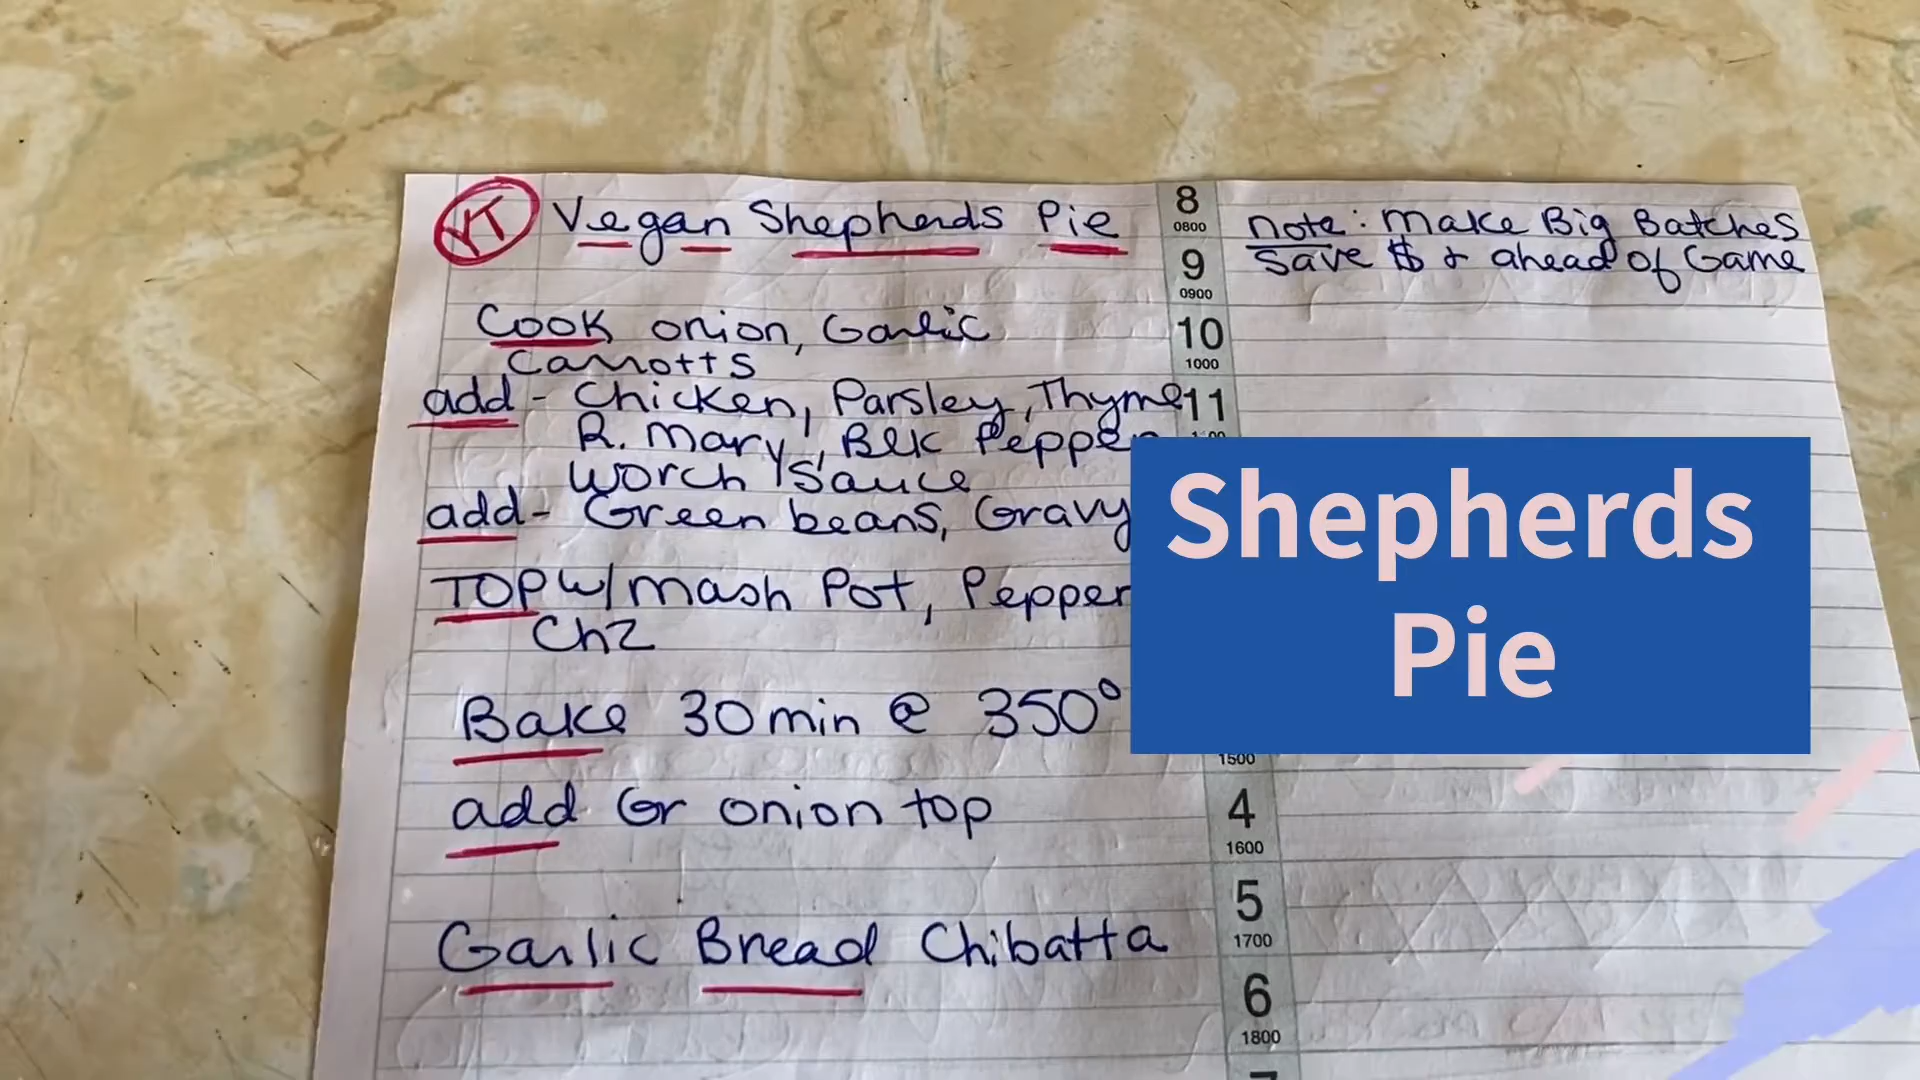 VT Vegan Shepherds Pie
Cook onion, Garlic
Carrotts
add - Chicken, Parsley, Thyme
R. Mary, Blk Pepper
Worch Sauce
add - Green beans, Gravy
TOP w/ mash Pot, Pepper
Chz
Bake 30 min @ 350°
add Gr onion top
Garlic Bread Chibatta
8
0800
9
0900
10
1000
11
1500
4
1600
5
1700
6
1800
note: Make Big Batches
Save $ & ahead of Game
Shepherds
Pie